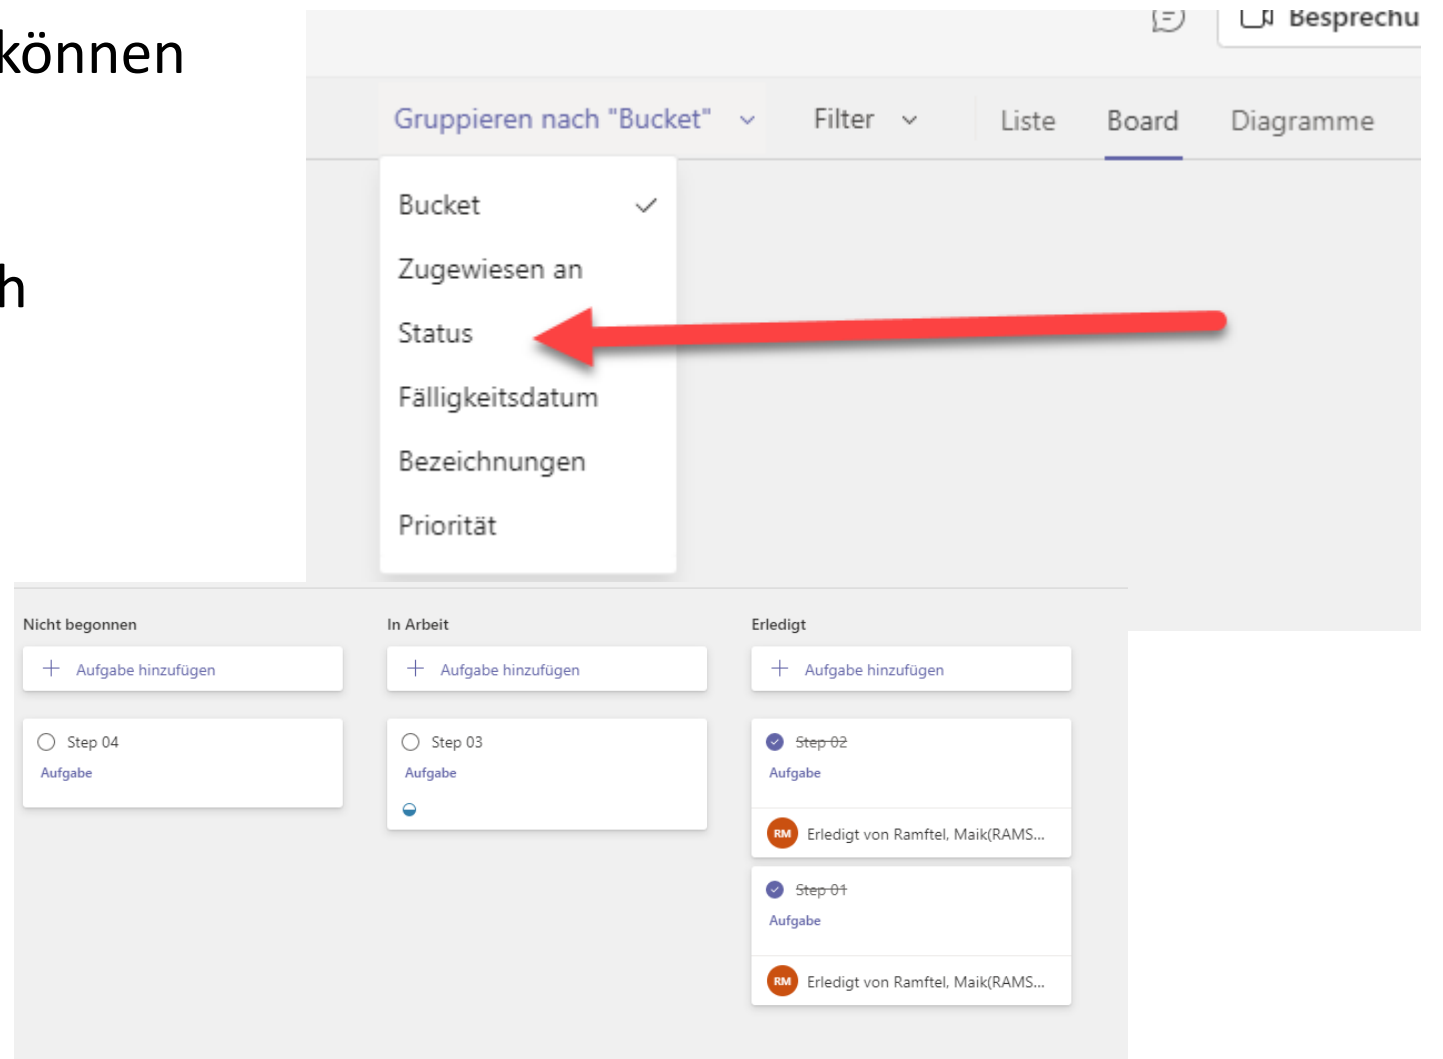 können
h
Besprechu
Gruppieren nach "Bucket" Filter Liste Board Diagramme
Bucket
Zugewiesen an
Status
Fälligkeitsdatum
Bezeichnungen
Priorität
Nicht begonnen
Aufgabe hinzufügen
Step 04
Aufgabe
In Arbeit
Aufgabe hinzufügen
Step 03
Aufgabe
Erledigt
Aufgabe hinzufügen
Step 02
Aufgabe
RM Erledigt von Ramftel, Maik(RAMS...
Step 01
Aufgabe
RM Erledigt von Ramftel, Maik(RAMS...